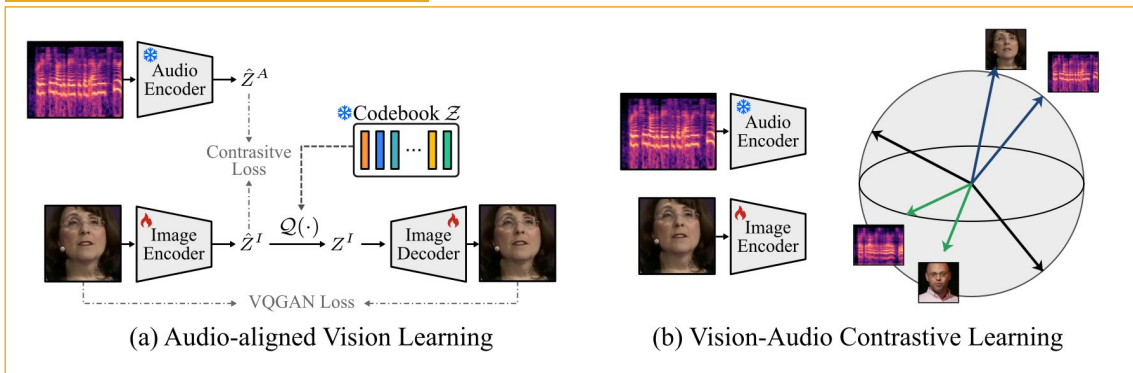 Audio
Encoder
Ẑ^A
Codebook 𝒵
...
Contrasitve
Loss
Image
Encoder
Ẑ^I
𝒬(·)
Z^I
Image
Decoder
VQGAN Loss
(a) Audio-aligned Vision Learning
Audio
Encoder
Image
Encoder
(b) Vision-Audio Contrastive Learning